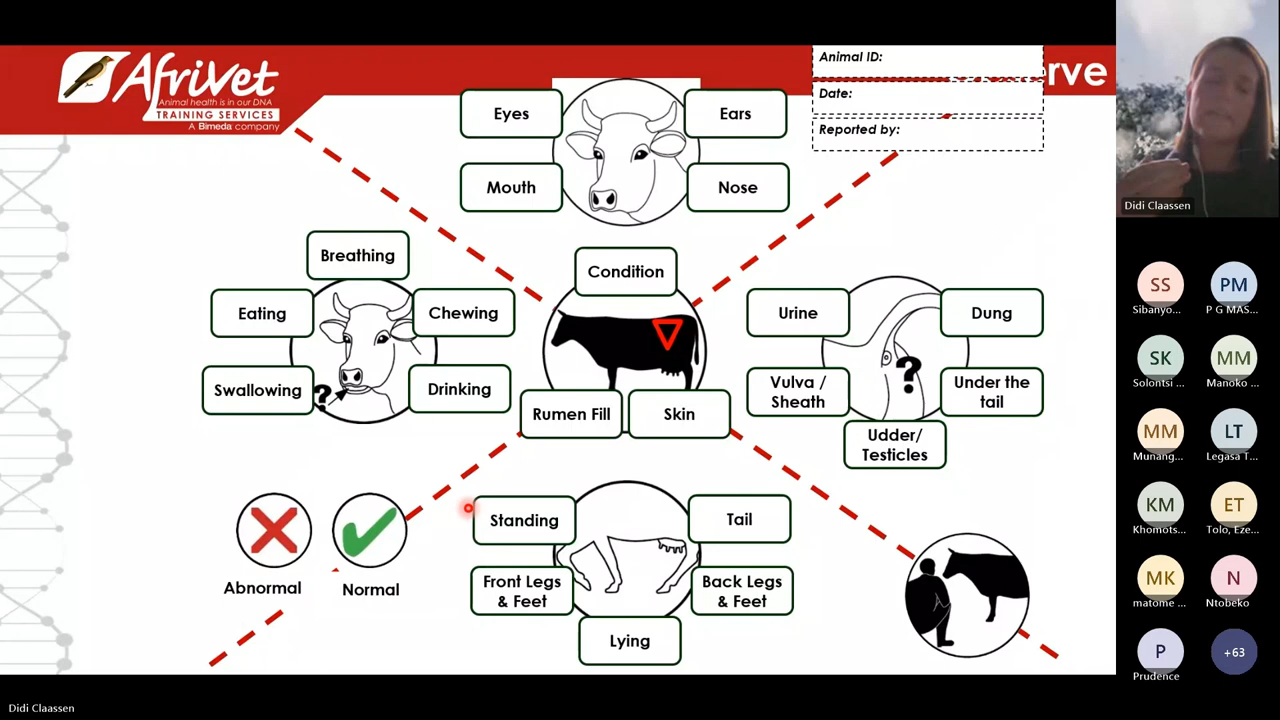 AfriVet
Animal health is in our DNA
TRAINING SERVICES
A Bimeda company
Animal ID:
rve
Date:
Reported by:
Eyes
Ears
Mouth
Nose
Breathing
Condition
Eating
Chewing
Urine
Dung
Swallowing
?
Drinking
Vulva /
Sheath
?
Under the
tail
Rumen Fill
Skin
Udder/
Testicles
Standing
Tail
Abnormal
Normal
Front Legs
& Feet
Back Legs
& Feet
Lying
Didi Claassen
SS
PM
Sibanyo...
P G MAS...
SK
MM
Solontsi ...
Manoko ...
MM
LT
Munang...
Legasa T...
KM
ET
Khomots...
Tolo, Eze...
MK
N
matome ...
Ntobeko
P
+63
Prudence
Didi Claassen